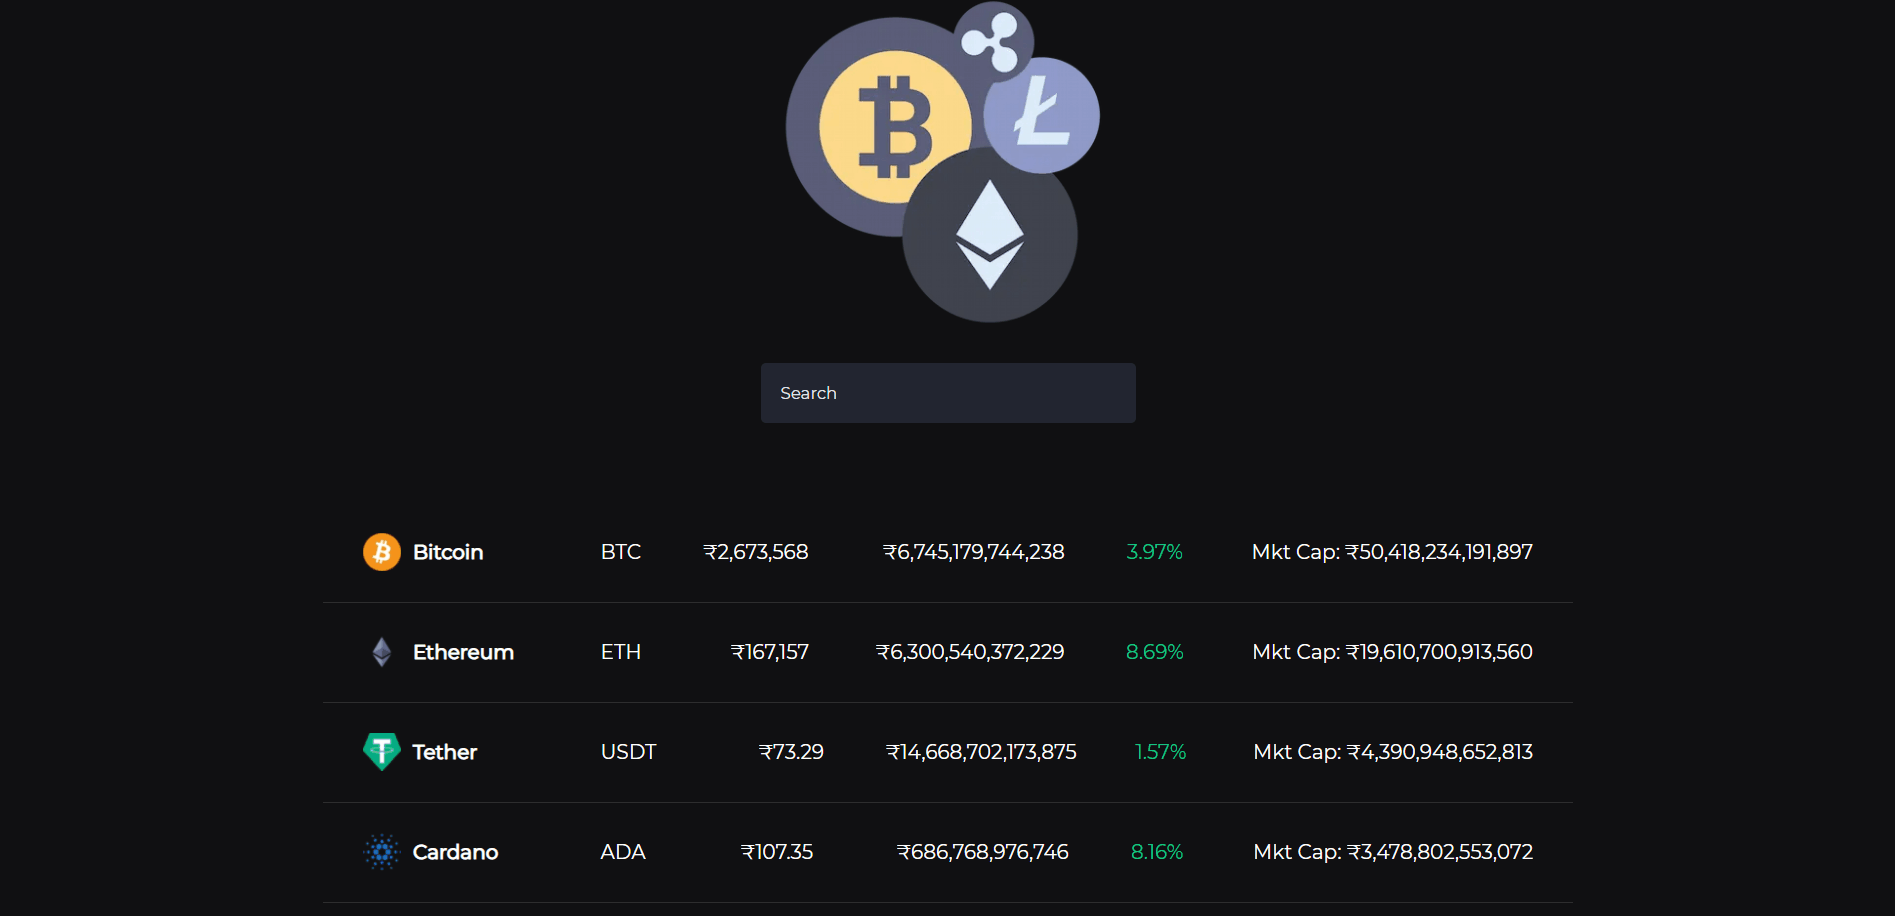 Search
Bitcoin BTC ₹2,673,568 ₹6,745,179,744,238 3.97% Mkt Cap: ₹50,418,234,191,897
Ethereum ETH ₹167,157 ₹6,300,540,372,229 8.69% Mkt Cap: ₹19,610,700,913,560
Tether USDT ₹73.29 ₹14,668,702,173,875 1.57% Mkt Cap: ₹4,390,948,652,813
Cardano ADA ₹107.35 ₹686,768,976,746 8.16% Mkt Cap: ₹3,478,802,553,072